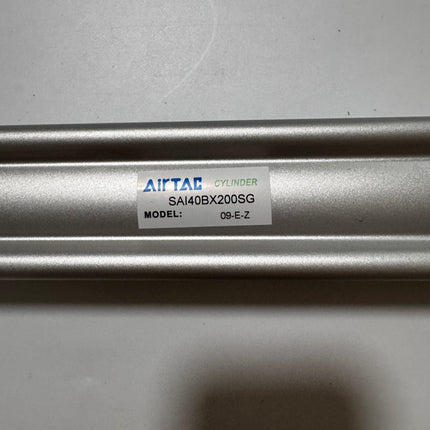 AirTAC CYLINDER
SAI40BX200SG
MODEL: 09-E-Z